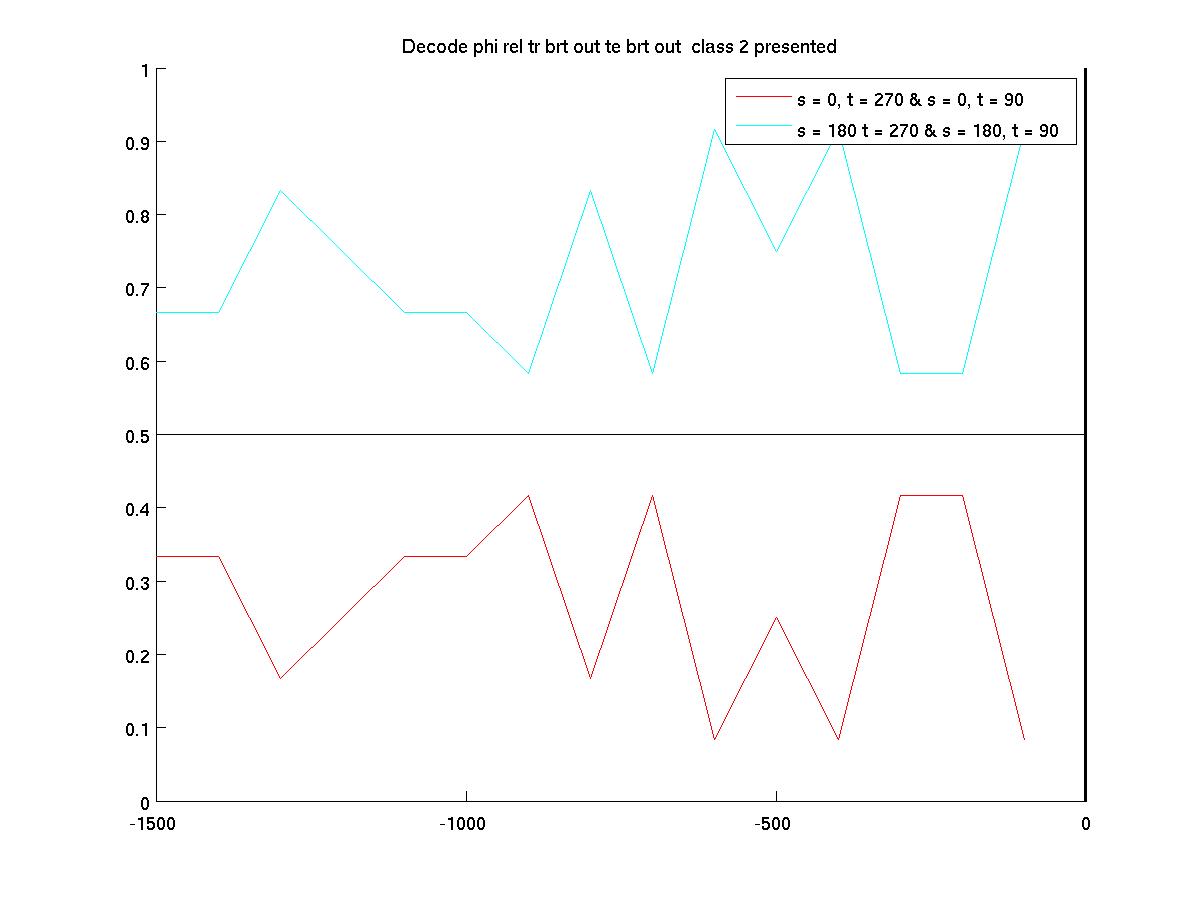 Decode phi rel tr brt out te brt out  class 2 presented
s = 0, t = 270 & s = 0, t = 90
s = 180 t = 270 & s = 180, t = 90
1
0.9
0.8
0.7
0.6
0.5
0.4
0.3
0.2
0.1
0
-1500 -1000 -500 0